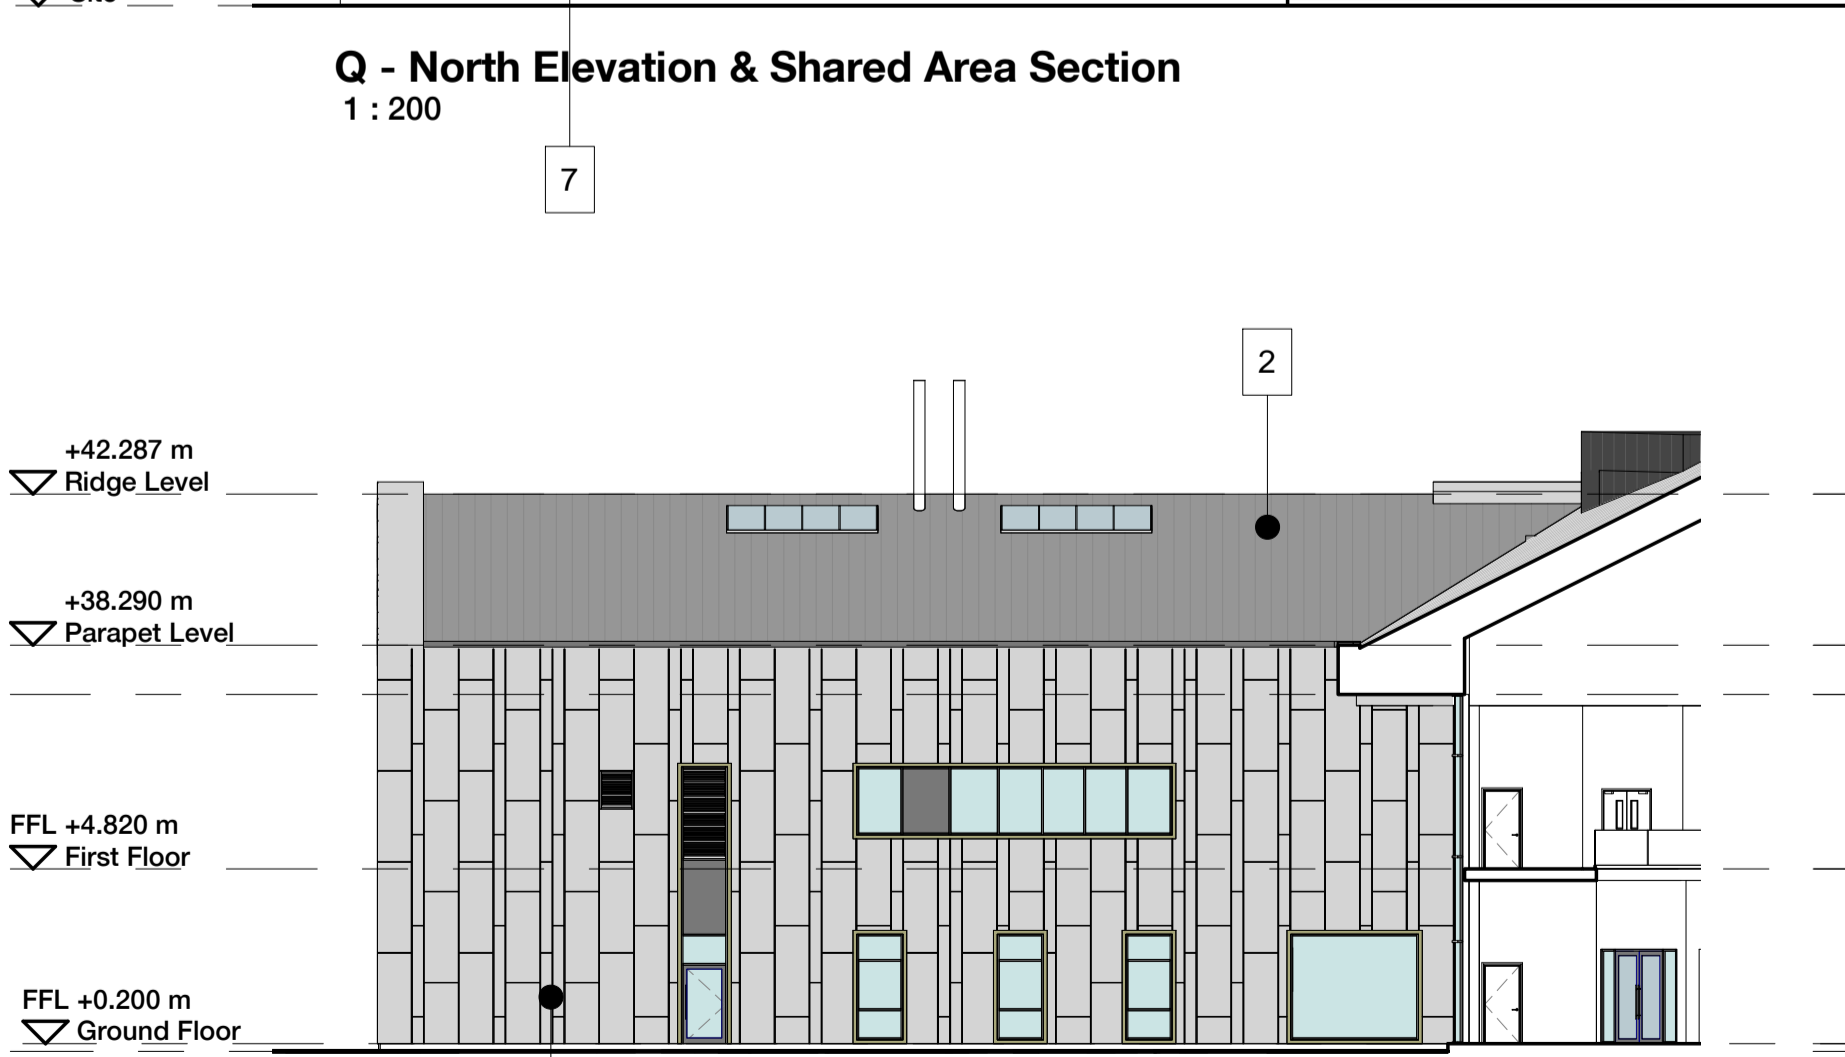 Site
Q - North Elevation & Shared Area Section
1 : 200
7
2
+42.287 m
Ridge Level
+38.290 m
Parapet Level
FFL +4.820 m
First Floor
FFL +0.200 m
Ground Floor